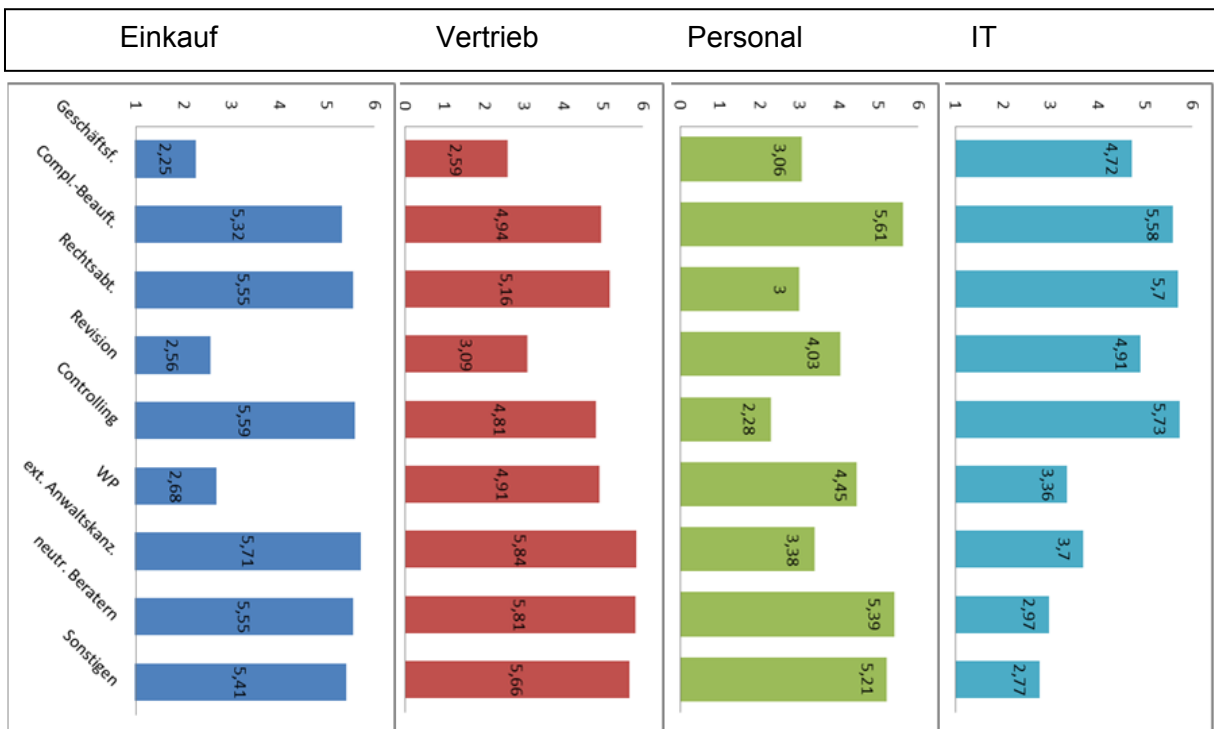 Einkauf Vertrieb Personal IT
1 2 3 4 5 6
0 1 2 3 4 5 6
0 1 2 3 4 5 6
1 2 3 4 5 6
Geschäftsf.
2,25
2,59
3,06
4,72
Compl.-Beauft.
5,32
4,94
5,61
5,58
Rechtsabt.
5,55
5,16
3
5,7
Revision
2,56
3,09
4,03
4,91
Controlling
5,59
4,81
2,28
5,73
WP
2,68
4,91
4,45
3,36
ext. Anwaltskanz.
5,71
5,84
3,38
3,7
neutr. Beratern
5,55
5,81
5,39
2,97
Sonstigen
5,41
5,66
5,21
2,77